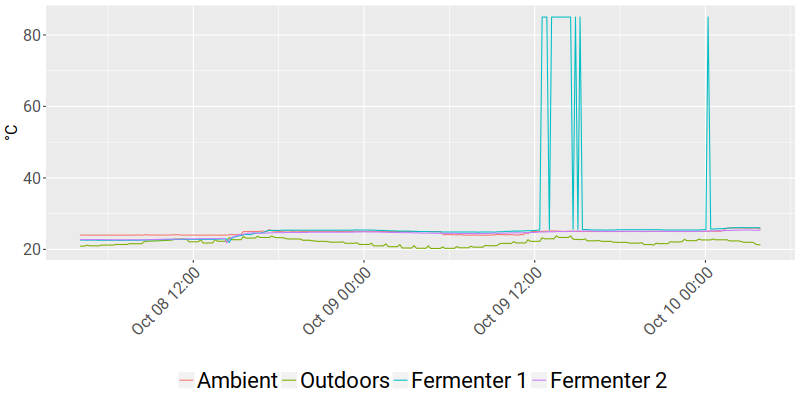 °C
80
60
40
20
Oct 08 12:00
Oct 09 00:00
Oct 09 12:00
Oct 10 00:00
Ambient Outdoors Fermenter 1 Fermenter 2